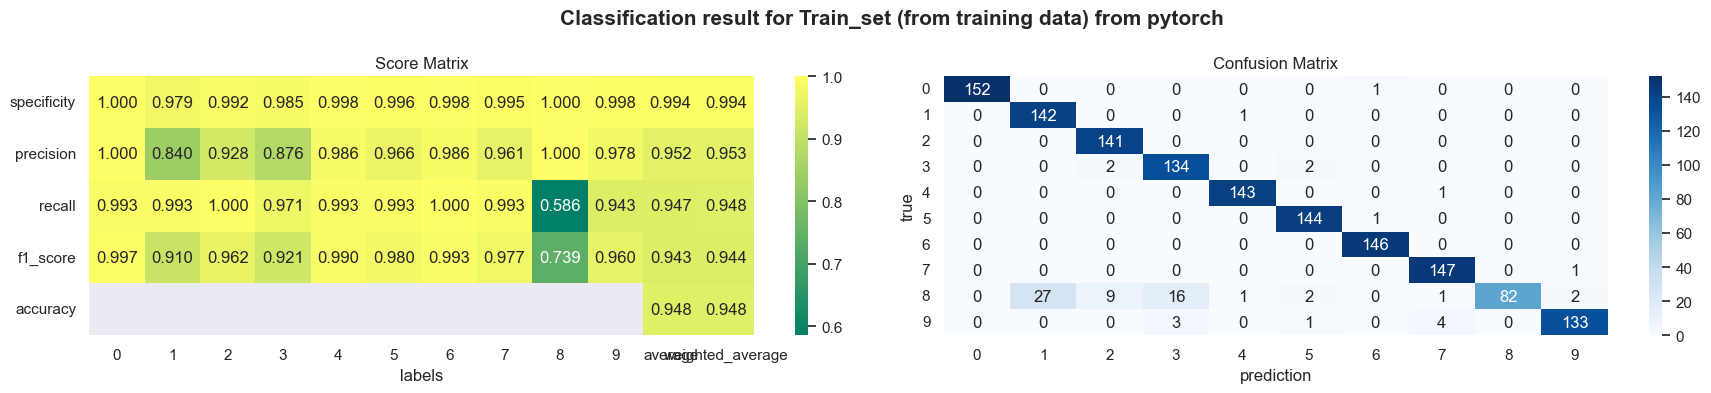 Classification result for Train_set (from training data) from pytorch
Score Matrix
specificity 1.000 0.979 0.992 0.985 0.998 0.996 0.998 0.995 1.000 0.998 0.994 0.994
precision 1.000 0.840 0.928 0.876 0.986 0.966 0.986 0.961 1.000 0.978 0.952 0.953
recall 0.993 0.993 1.000 0.971 0.993 0.993 1.000 0.993 0.586 0.943 0.947 0.948
f1_score 0.997 0.910 0.962 0.921 0.990 0.980 0.993 0.977 0.739 0.960 0.943 0.944
accuracy 0.948 0.948
0 1 2 3 4 5 6 7 8 9 average weighted_average
labels
1.0
0.9
0.8
0.7
0.6
Confusion Matrix
true
0 152 0 0 0 0 0 1 0 0 0
1 0 142 0 0 1 0 0 0 0 0
2 0 0 141 0 0 0 0 0 0 0
3 0 0 2 134 0 2 0 0 0 0
4 0 0 0 0 143 0 0 1 0 0
5 0 0 0 0 0 144 1 0 0 0
6 0 0 0 0 0 0 146 0 0 0
7 0 0 0 0 0 0 0 147 0 1
8 0 27 9 16 1 2 0 1 82 2
9 0 0 0 3 0 1 0 4 0 133
0 1 2 3 4 5 6 7 8 9
prediction
140
120
100
80
60
40
20
0